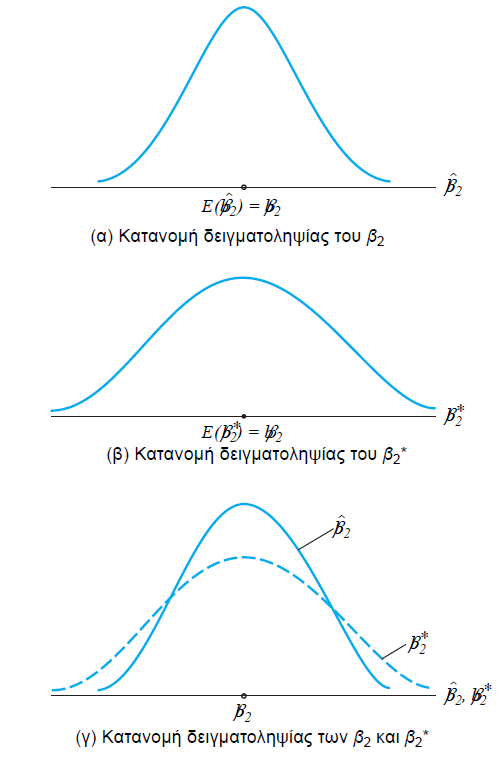 β̂₂
E(β̂₂) = β₂
(α) Κατανομή δειγματοληψίας του β₂
β₂*
E(β₂*) = β₂
(β) Κατανομή δειγματοληψίας του β₂*
β̂₂
β₂*
β̂₂, β₂*
β₂
(γ) Κατανομή δειγματοληψίας των β₂ και β₂*